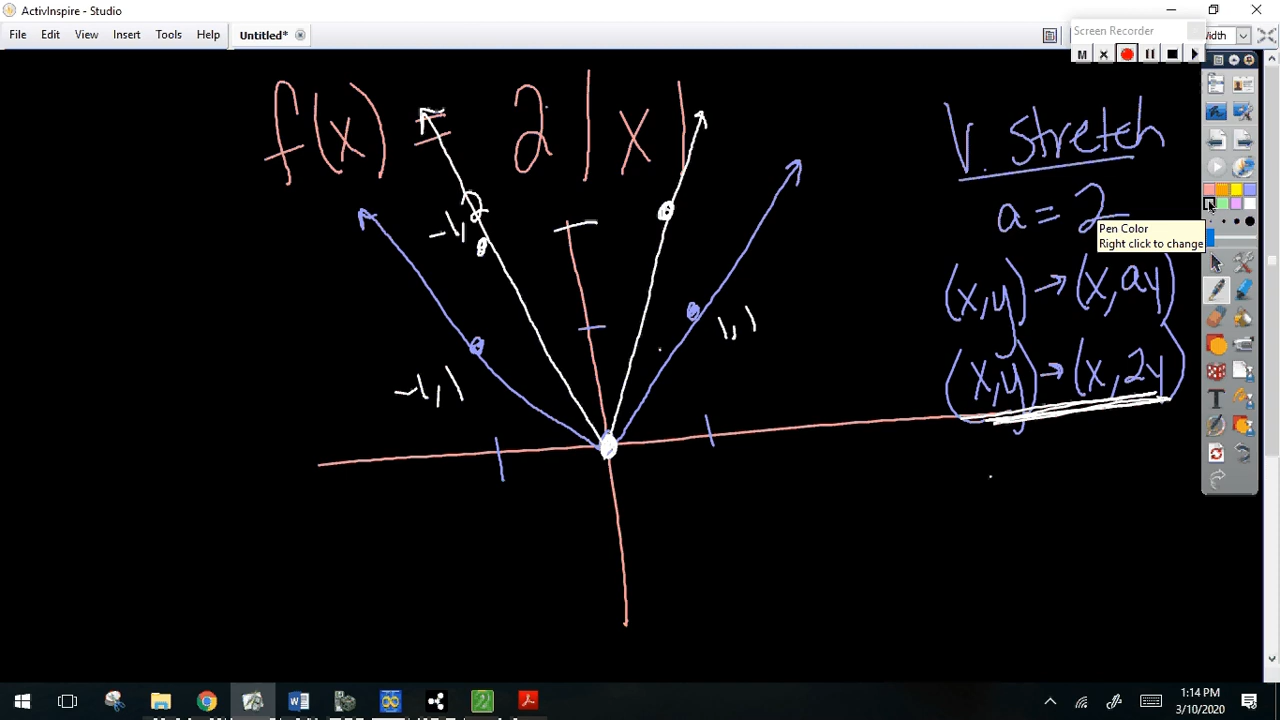 ActivInspire - Studio
File Edit View Insert Tools Help Untitled*
Screen Recorder
M
f(x) = 2|x|
V. stretch
a = 2
Pen Color
Right click to change
(x,y) → (x,ay)
(x,y) → (x,2y)
-1,2
1,1
-1,1
1:14 PM
3/10/2020